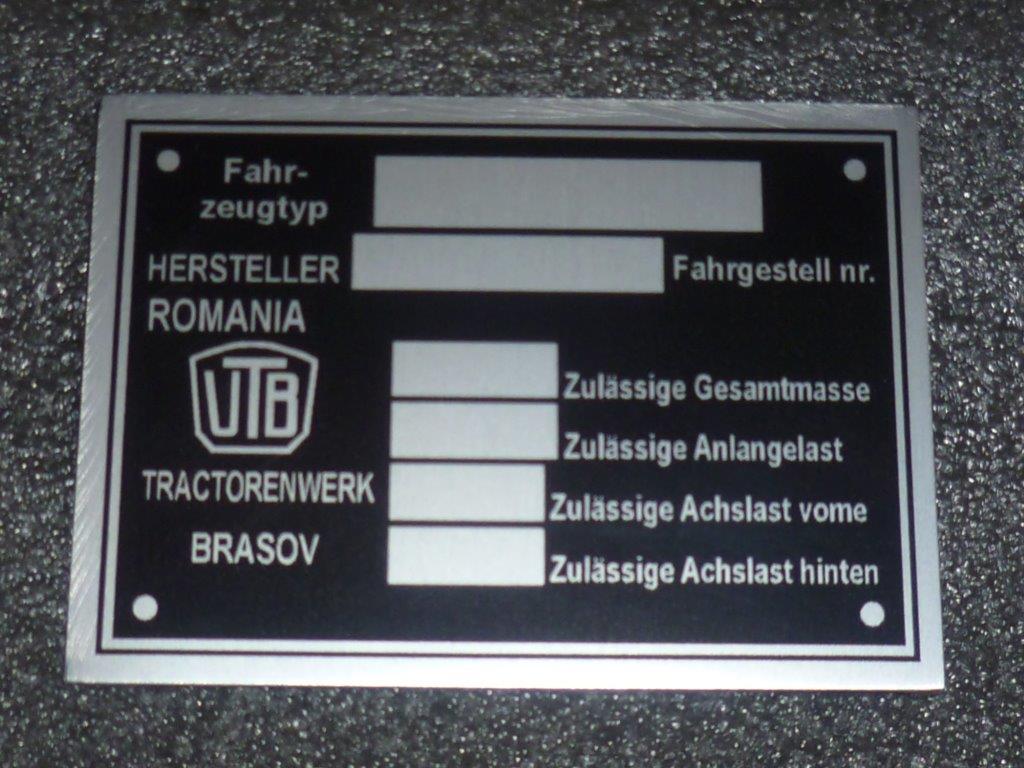 Fahr-
zeugtyp
HERSTELLER
Fahrgestell nr.
ROMANIA
UTB
Zulässige Gesamtmasse
Zulässige Anlangelast
TRACTORENWERK
Zulässige Achslast vome
BRASOV
Zulässige Achslast hinten